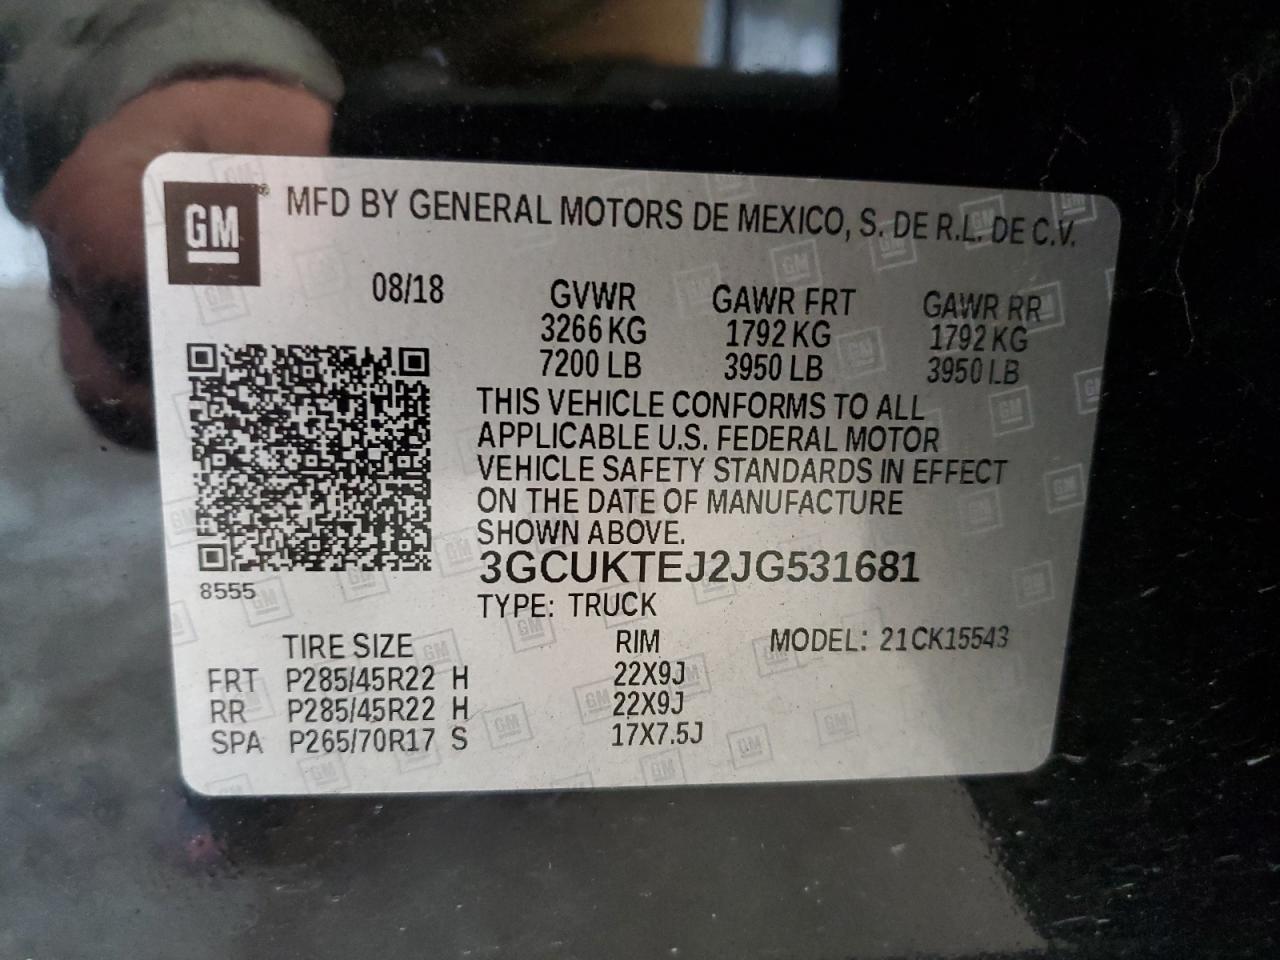 GM® MFD BY GENERAL MOTORS DE MEXICO, S. DE R.L. DE C.V.
08/18 GVWR GAWR FRT GAWR RR
3266 KG 1792 KG 1792 KG
7200 LB 3950 LB 3950 LB
THIS VEHICLE CONFORMS TO ALL
APPLICABLE U.S. FEDERAL MOTOR
VEHICLE SAFETY STANDARDS IN EFFECT
ON THE DATE OF MANUFACTURE
SHOWN ABOVE.
3GCUKTEJ2JG531681
8555
TYPE: TRUCK
TIRE SIZE RIM MODEL: 21CK15543
FRT P285/45R22 H 22X9J
RR P285/45R22 H 22X9J
SPA P265/70R17 S 17X7.5J